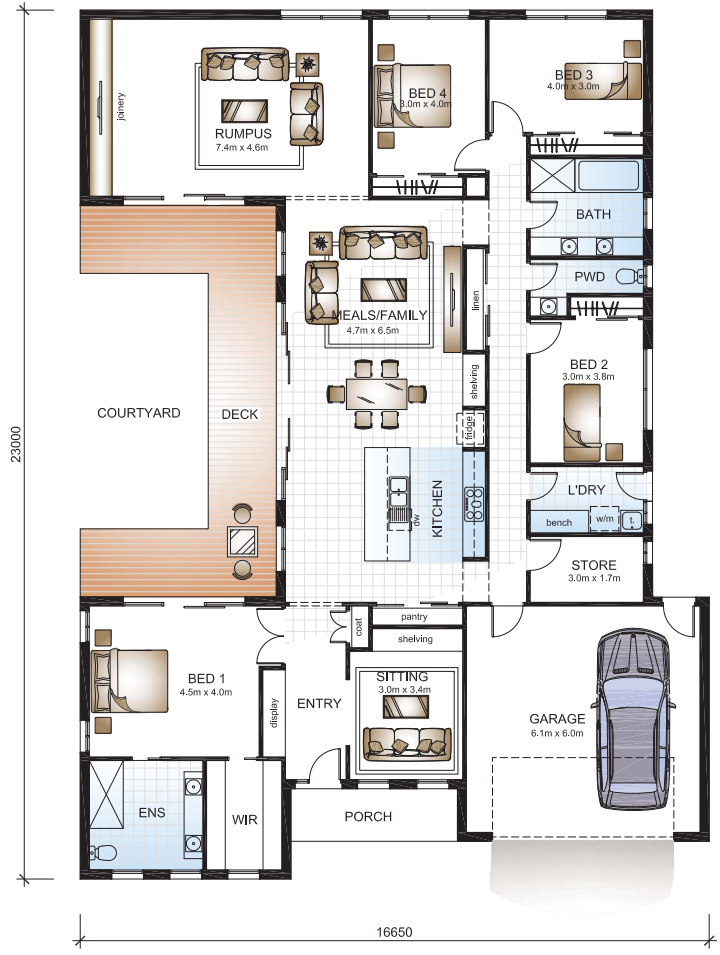 joinery
RUMPUS
7.4m x 4.6m
BED 4
3.0m x 4.0m
BED 3
4.0m x 3.0m
BATH
PWD
MEALS/FAMILY
4.7m x 6.5m
linen
BED 2
3.0m x 3.8m
shelving
fridge
COURTYARD
DECK
23000
KITCHEN
dw
L'DRY
bench
w/m
t.
STORE
3.0m x 1.7m
pantry
coat
shelving
BED 1
4.5m x 4.0m
display
ENTRY
SITTING
3.0m x 3.4m
GARAGE
6.1m x 6.0m
ENS
WIR
PORCH
16650